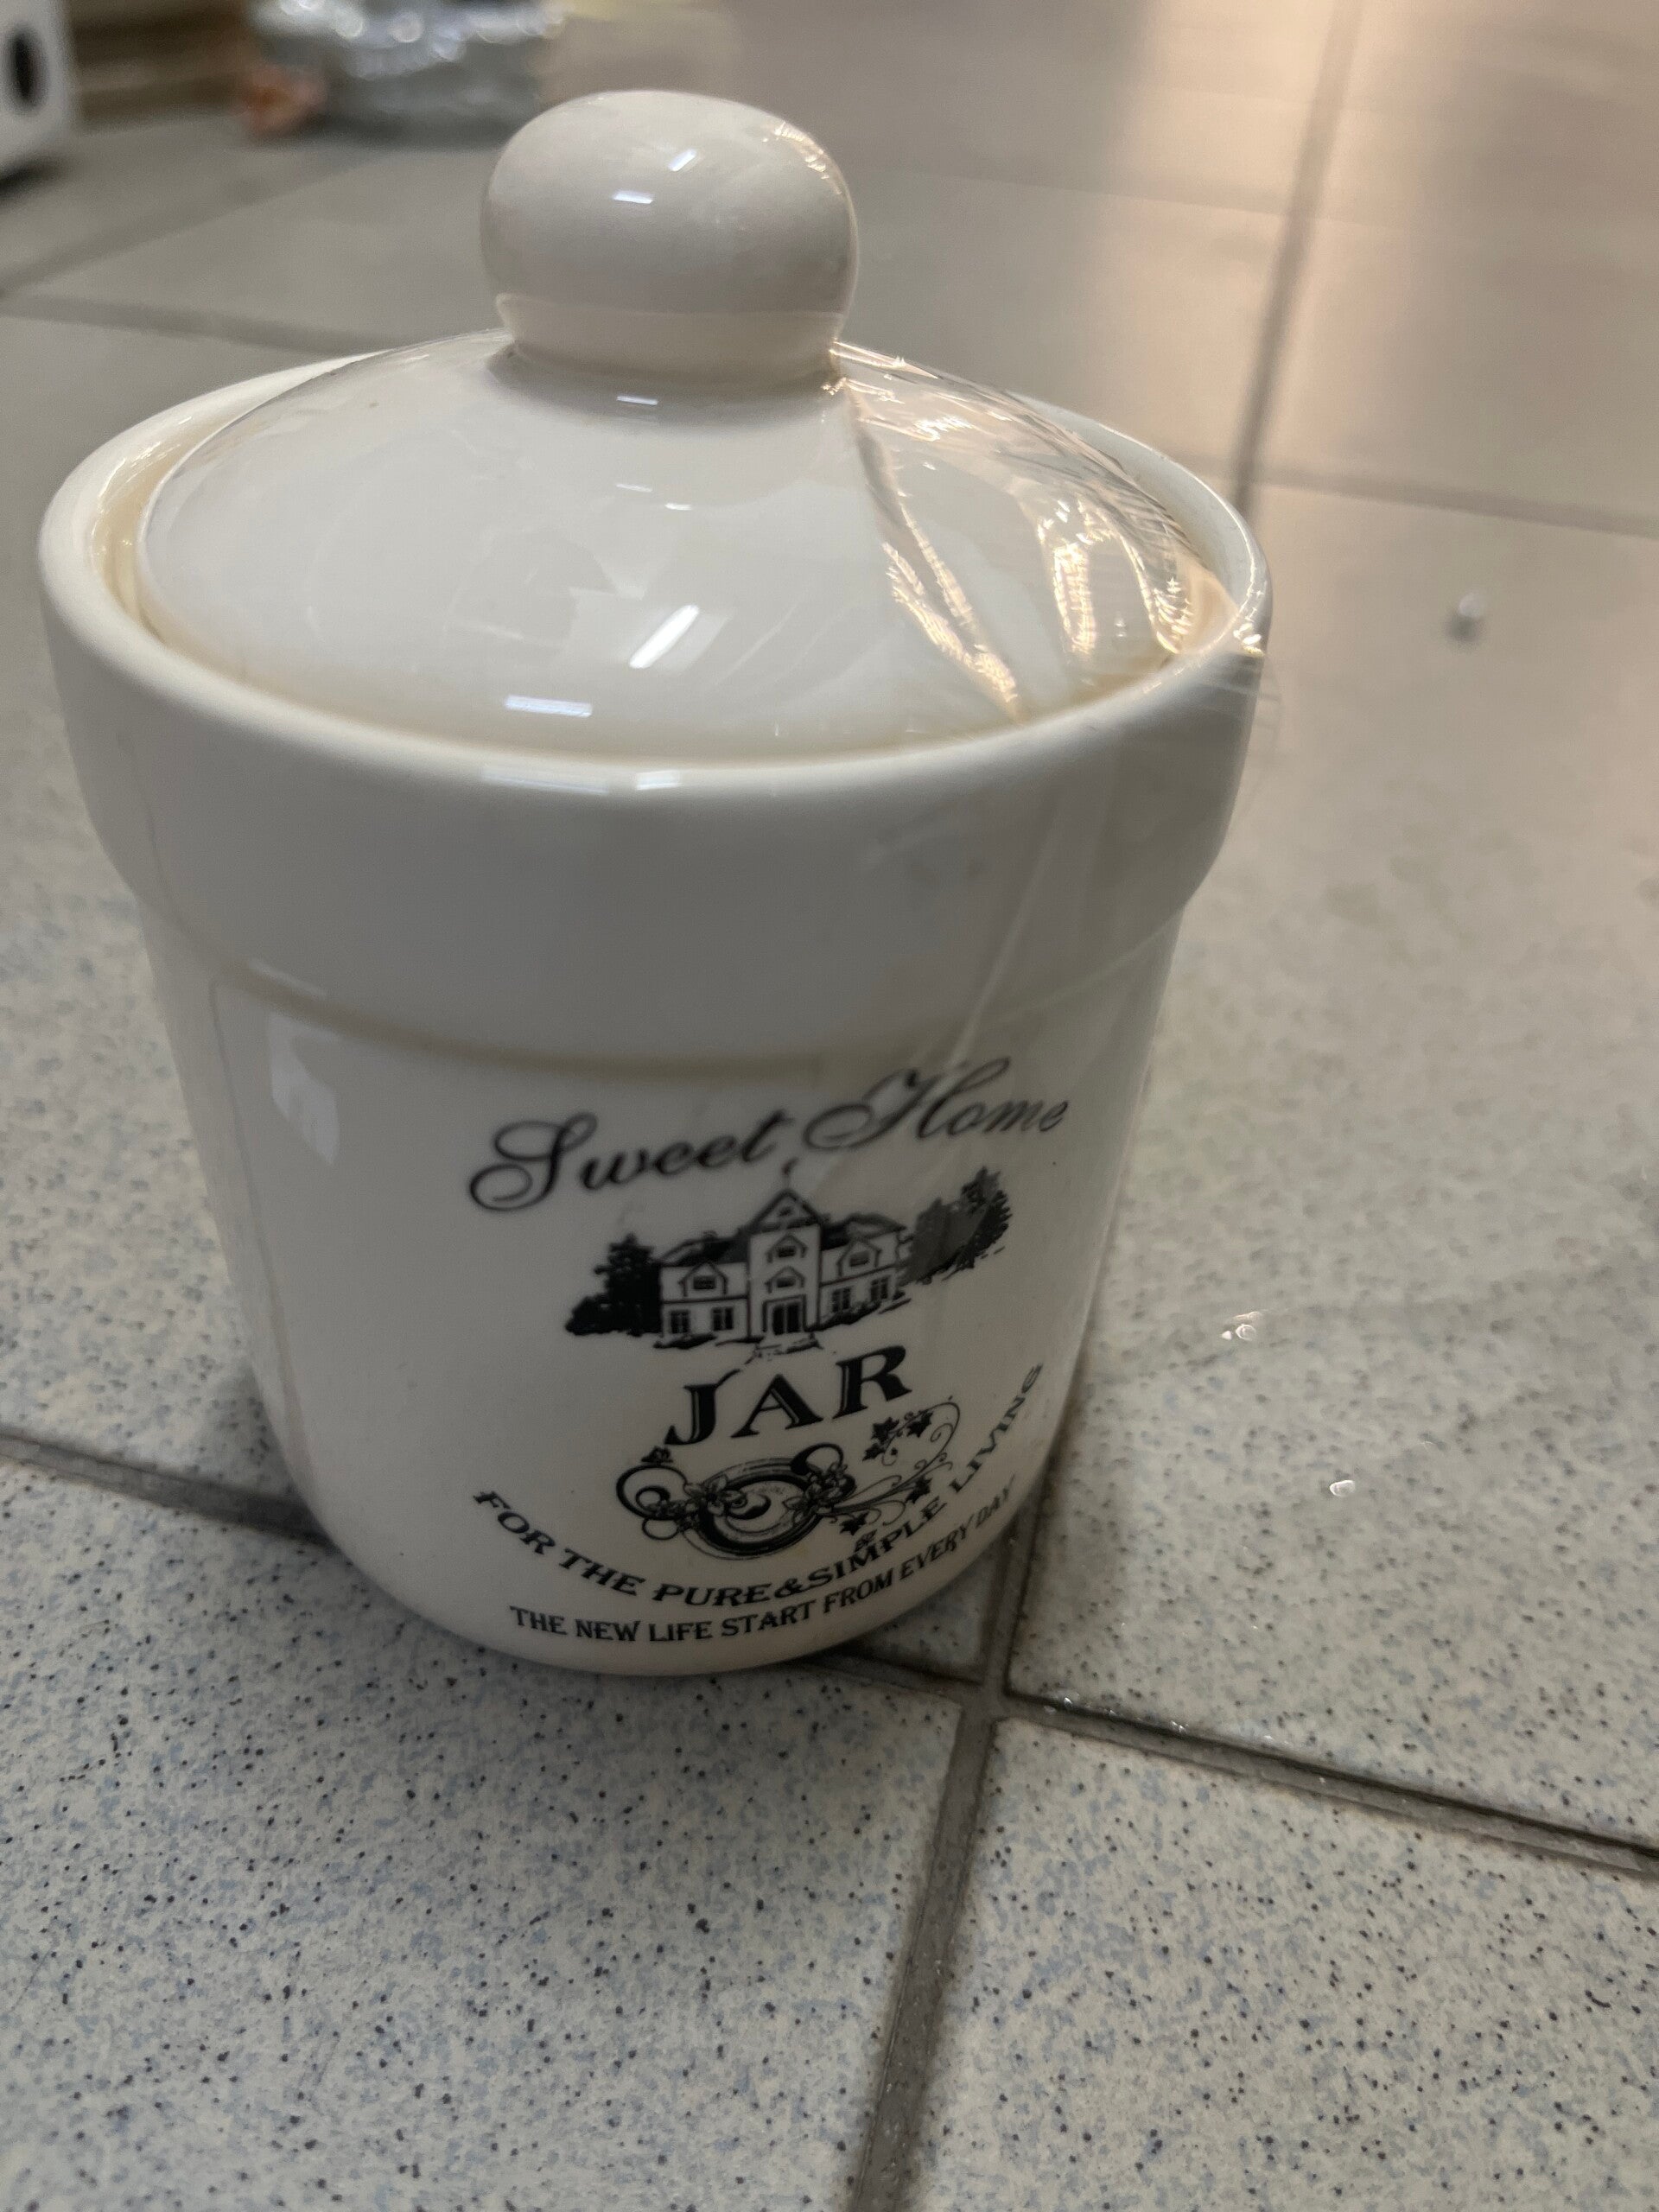 Sweet Home
JAR
FOR THE PURE&SIMPLE LIVING
THE NEW LIFE START FROM EVERY DAY